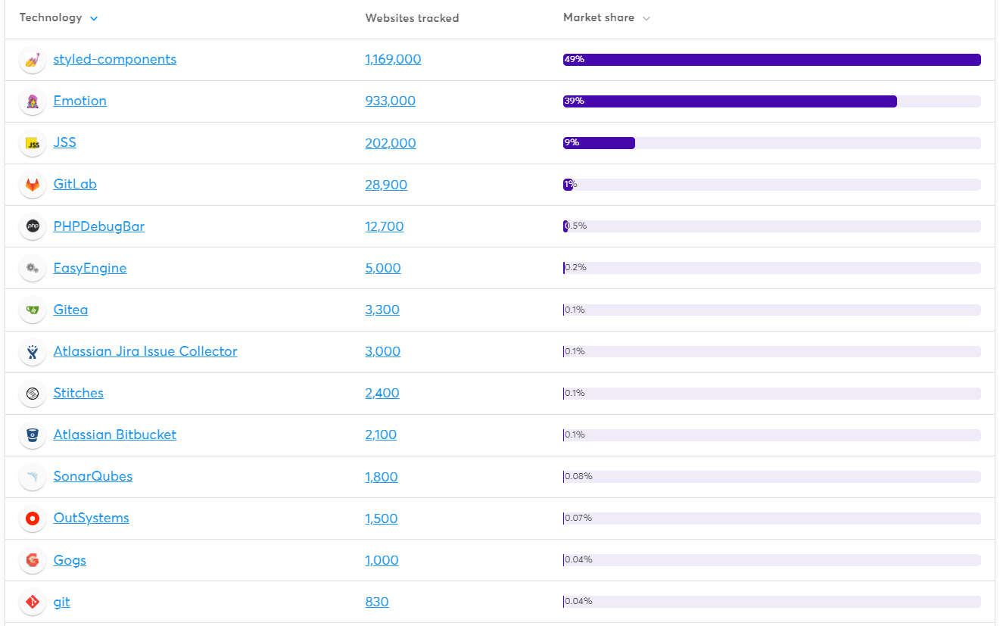 Technology Websites tracked Market share
styled-components 1,169,000 49%
Emotion 933,000 39%
JSS JSS 202,000 9%
GitLab 28,900 1%
php PHPDebugBar 12,700 0.5%
EasyEngine 5,000 0.2%
Gitea 3,300 0.1%
Atlassian Jira Issue Collector 3,000 0.1%
Stitches 2,400 0.1%
Atlassian Bitbucket 2,100 0.1%
SonarQubes 1,800 0.08%
OutSystems 1,500 0.07%
Gogs 1,000 0.04%
git 830 0.04%